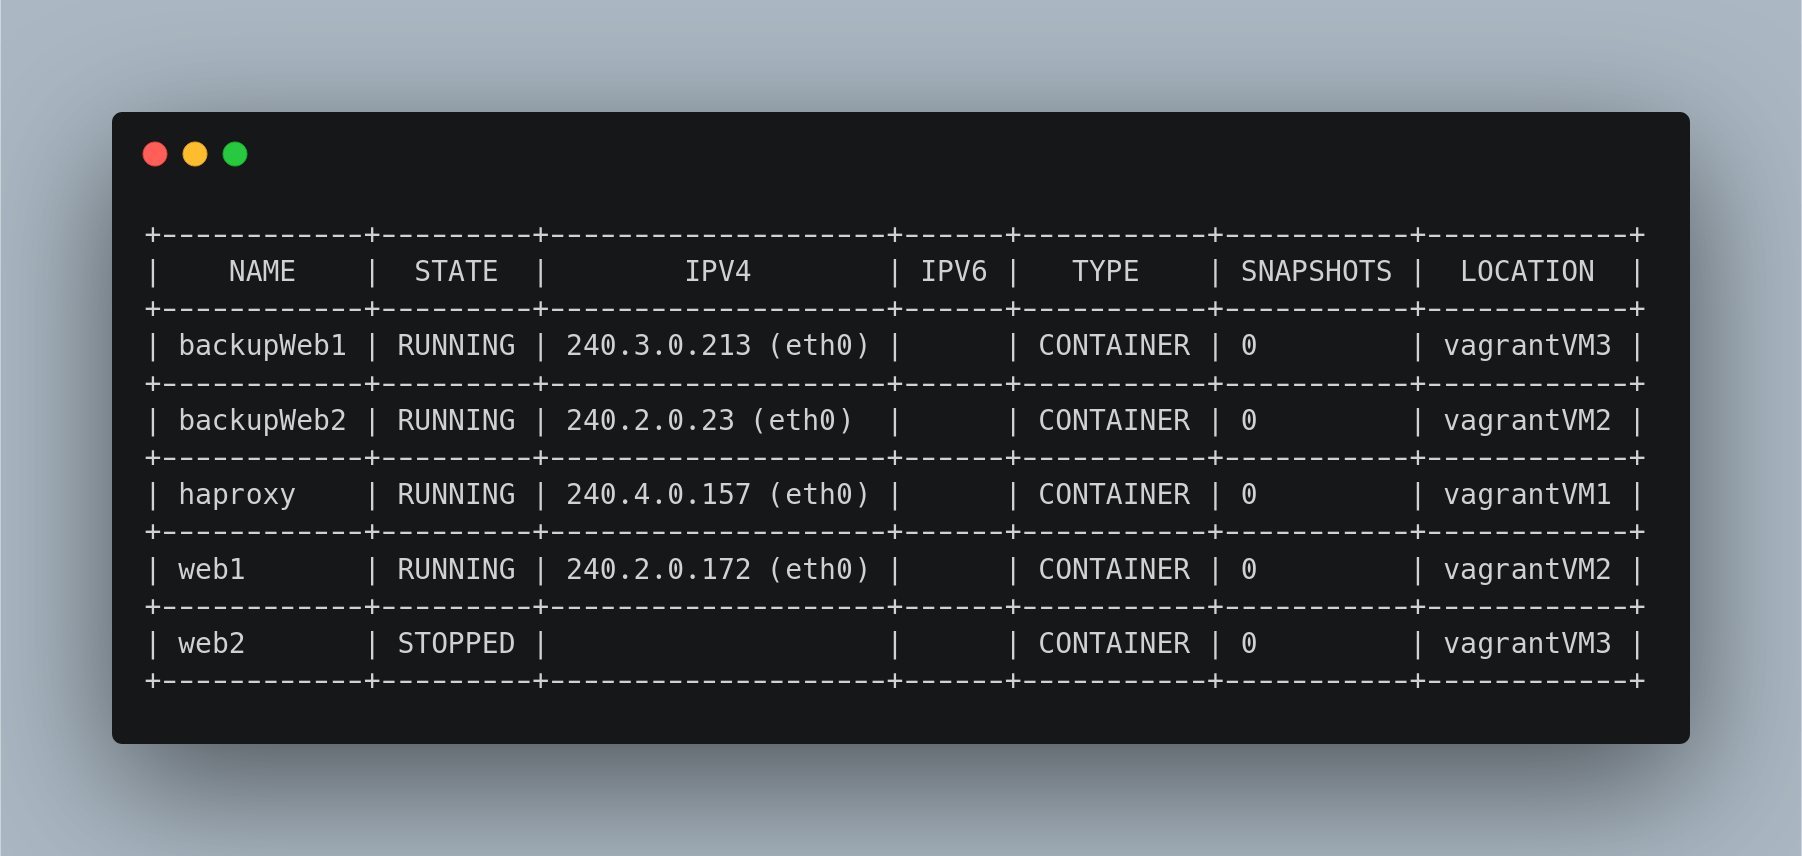 +------------+---------+-------------------+------+-----------+-----------+------------+
|    NAME    |  STATE  |        IPV4       | IPV6 |   TYPE    | SNAPSHOTS |  LOCATION  |
+------------+---------+-------------------+------+-----------+-----------+------------+
| backupWeb1 | RUNNING | 240.3.0.213 (eth0) |      | CONTAINER | 0         | vagrantVM3 |
+------------+---------+-------------------+------+-----------+-----------+------------+
| backupWeb2 | RUNNING | 240.2.0.23 (eth0)  |      | CONTAINER | 0         | vagrantVM2 |
+------------+---------+-------------------+------+-----------+-----------+------------+
| haproxy    | RUNNING | 240.4.0.157 (eth0) |      | CONTAINER | 0         | vagrantVM1 |
+------------+---------+-------------------+------+-----------+-----------+------------+
| web1       | RUNNING | 240.2.0.172 (eth0) |      | CONTAINER | 0         | vagrantVM2 |
+------------+---------+-------------------+------+-----------+-----------+------------+
| web2       | STOPPED |                    |      | CONTAINER | 0         | vagrantVM3 |
+------------+---------+-------------------+------+-----------+-----------+------------+